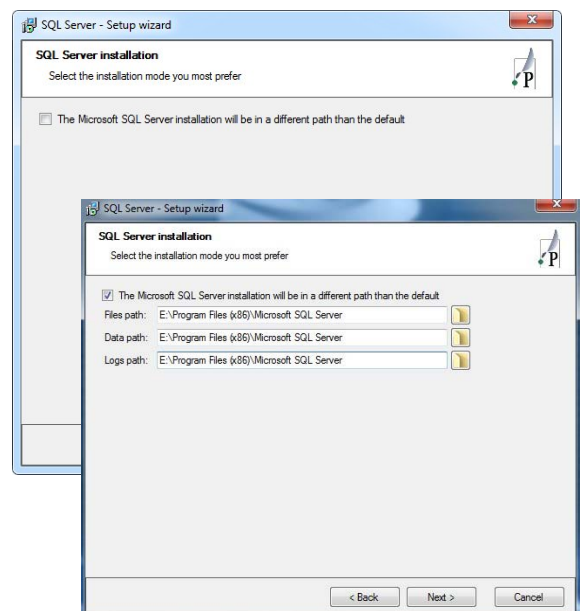 SQL Server - Setup wizard
SQL Server installation
Select the installation mode you most prefer
P
The Microsoft SQL Server installation will be in a different path than the default
SQL Server - Setup wizard
SQL Server installation
Select the installation mode you most prefer
P
The Microsoft SQL Server installation will be in a different path than the default
Files path: E:\Program Files (x86)\Microsoft SQL Server
Data path: E:\Program Files (x86)\Microsoft SQL Server
Logs path: E:\Program Files (x86)\Microsoft SQL Server
< Back Next > Cancel